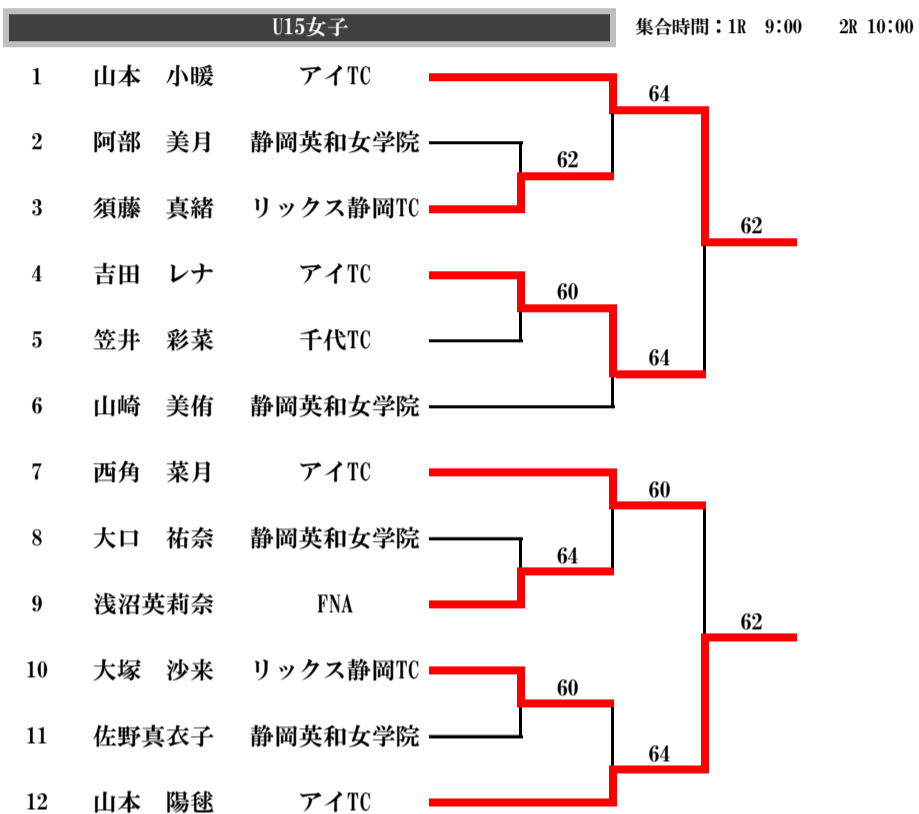 U15女子 集合時間：1R 9:00 2R 10:00
1 山本 小暖 アイTC
64
2 阿部 美月 静岡英和女学院
62
3 須藤 真緒 リックス静岡TC
62
4 吉田 レナ アイTC
60
5 笠井 彩菜 千代TC
64
6 山崎 美侑 静岡英和女学院
7 西角 菜月 アイTC
60
8 大口 祐奈 静岡英和女学院
64
9 浅沼英莉奈 FNA
62
10 大塚 沙来 リックス静岡TC
60
11 佐野真衣子 静岡英和女学院
64
12 山本 陽毬 アイTC